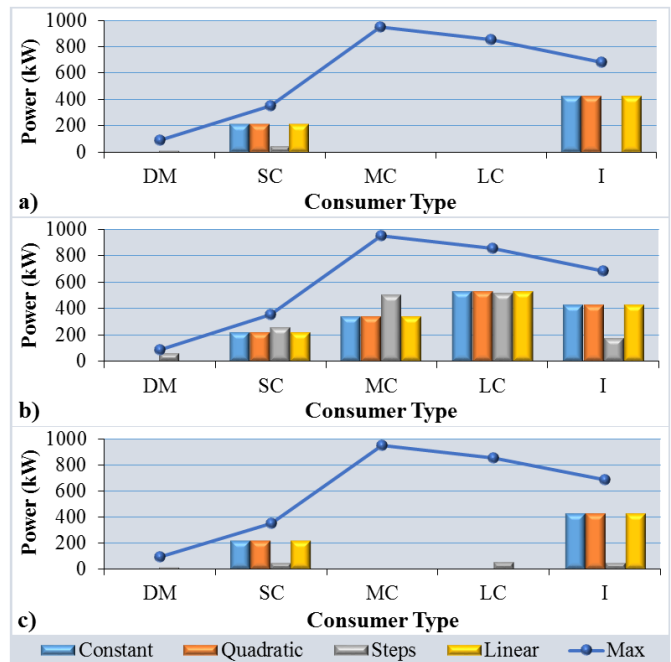 1000
800
600
400
200
0
Power (kW)
DM SC MC LC I
a) Consumer Type
1000
800
600
400
200
0
Power (kW)
DM SC MC LC I
b) Consumer Type
1000
800
600
400
200
0
Power (kW)
DM SC MC LC I
c) Consumer Type
Constant Quadratic Steps Linear Max